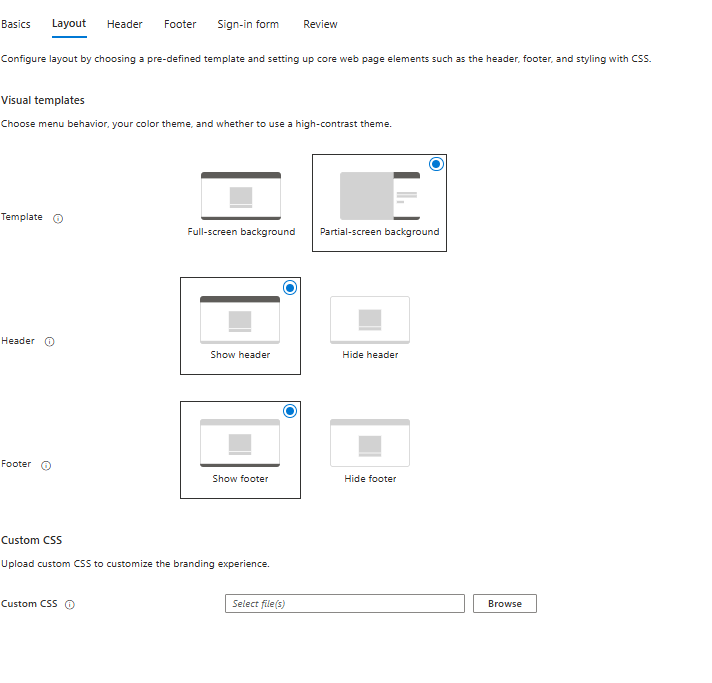 Basics Layout Header Footer Sign-in form Review
Configure layout by choosing a pre-defined template and setting up core web page elements such as the header, footer, and styling with CSS.
Visual templates
Choose menu behavior, your color theme, and whether to use a high-contrast theme.
Template
Full-screen background Partial-screen background
Header
Show header Hide header
Footer
Show footer Hide footer
Custom CSS
Upload custom CSS to customize the branding experience.
Custom CSS Select file(s) Browse